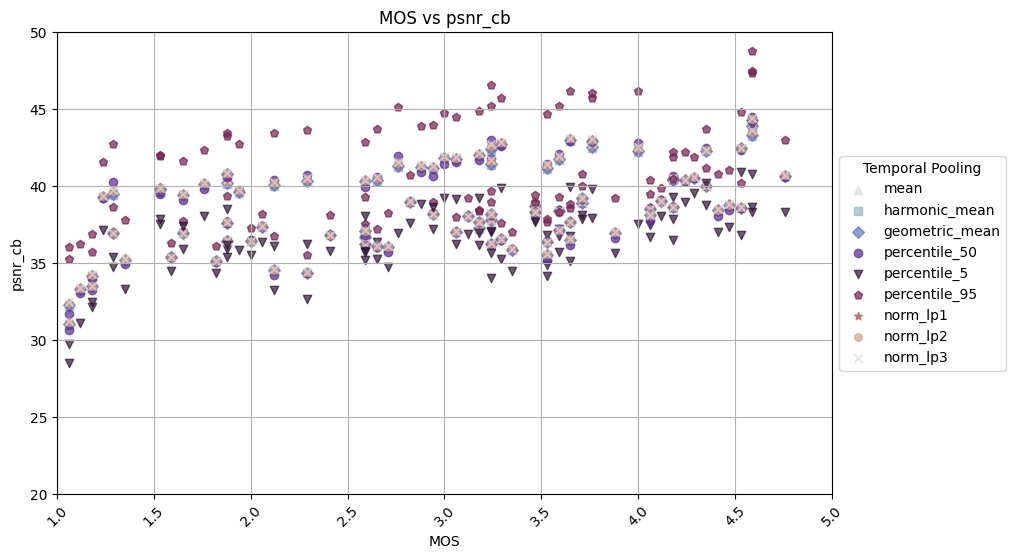 MOS vs psnr_cb
psnr_cb
50
45
40
35
30
25
20
1.0
1.5
2.0
2.5
3.0
3.5
4.0
4.5
5.0
MOS
Temporal Pooling
mean
harmonic_mean
geometric_mean
percentile_50
percentile_5
percentile_95
norm_lp1
norm_lp2
norm_lp3